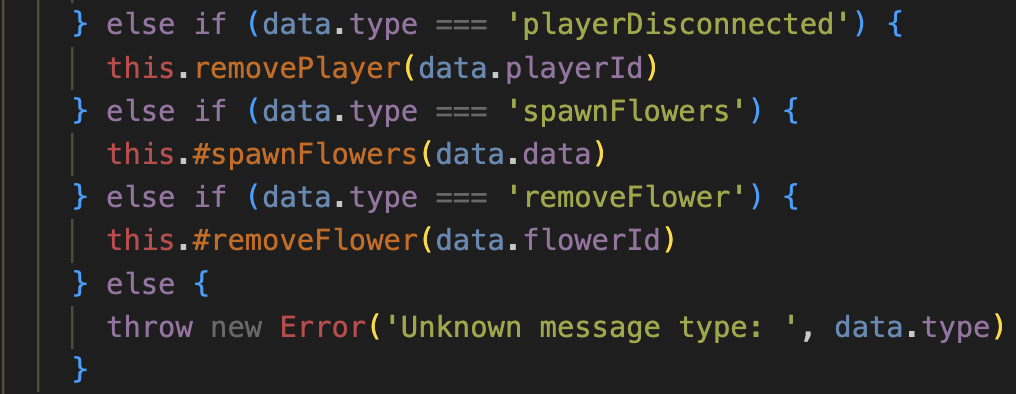 } else if (data.type === 'playerDisconnected') {
this.removePlayer(data.playerId)
} else if (data.type === 'spawnFlowers') {
this.#spawnFlowers(data.data)
} else if (data.type === 'removeFlower') {
this.#removeFlower(data.flowerId)
} else {
throw new Error('Unknown message type: ', data.type)
}